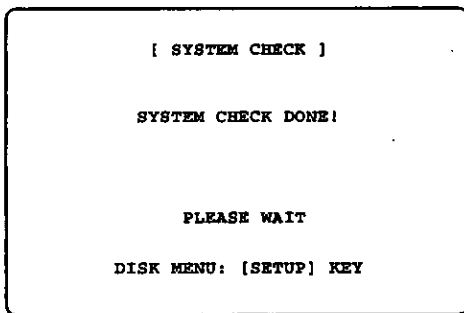 [ SYSTEM CHECK ]
SYSTEM CHECK DONE!
PLEASE WAIT
DISK MENU: [SETUP] KEY